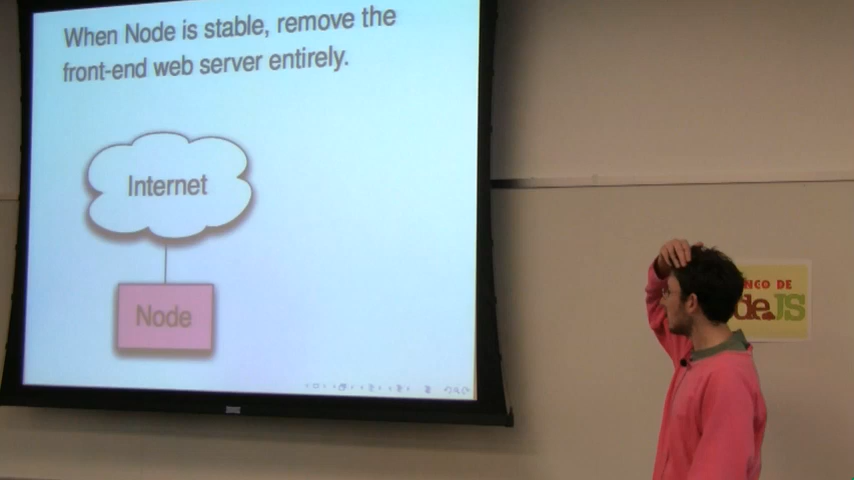 When Node is stable, remove the
front-end web server entirely.
Internet
Node
NCO DE
deJS